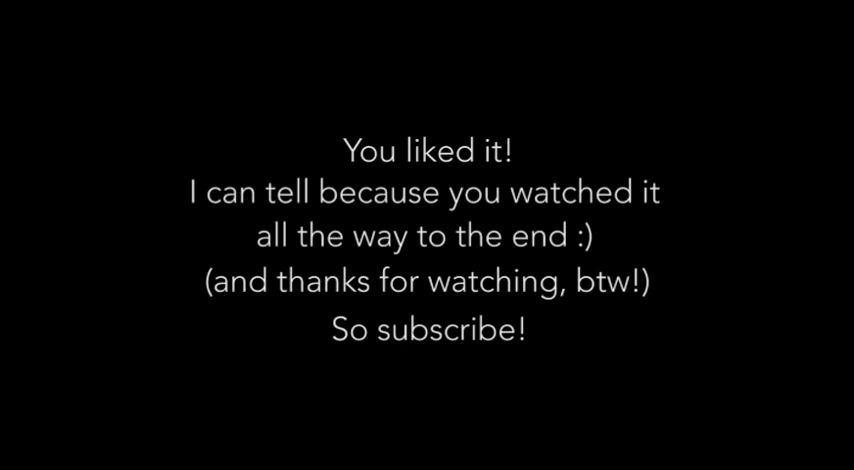 You liked it!
I can tell because you watched it
all the way to the end :)
(and thanks for watching, btw!)
So subscribe!